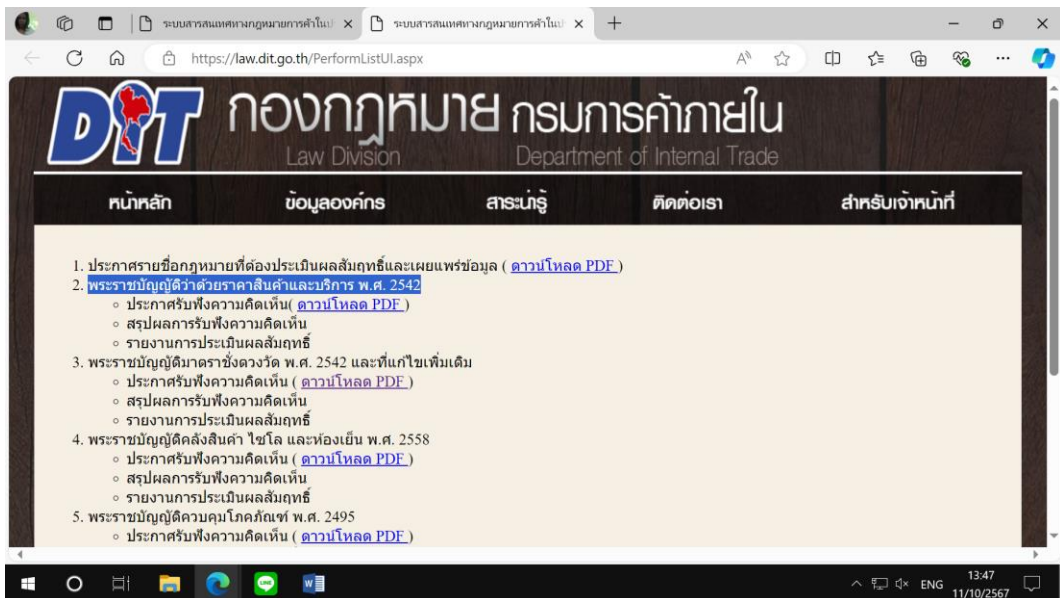 ระบบสารสนเทศทางกฎหมายการค้าใน
ระบบสารสนเทศทางกฎหมายการค้าใน
https://law.dit.go.th/PerformListUI.aspx
DIT กองกฎหมาย กรมการค้าภายใน
Law Division Department of Internal Trade
หน้าหลัก ข้อมูลองค์กร สาระน่ารู้ ติดต่อเรา สำหรับเจ้าหน้าที่
1. ประกาศรายชื่อกฎหมายที่ต้องประเมินผลสัมฤทธิ์และเผยแพร่ข้อมูล ( ดาวน์โหลด PDF )
2. พระราชบัญญัติว่าด้วยราคาสินค้าและบริการ พ.ศ. 2542
ประกาศรับฟังความคิดเห็น( ดาวน์โหลด PDF )
สรุปผลการรับฟังความคิดเห็น
รายงานการประเมินผลสัมฤทธิ์
3. พระราชบัญญัติมาตราชั่งตวงวัด พ.ศ. 2542 และที่แก้ไขเพิ่มเติม
ประกาศรับฟังความคิดเห็น ( ดาวน์โหลด PDF )
สรุปผลการรับฟังความคิดเห็น
รายงานการประเมินผลสัมฤทธิ์
4. พระราชบัญญัติคลังสินค้า ไซโล และห้องเย็น พ.ศ. 2558
ประกาศรับฟังความคิดเห็น ( ดาวน์โหลด PDF )
สรุปผลการรับฟังความคิดเห็น
รายงานการประเมินผลสัมฤทธิ์
5. พระราชบัญญัติควบคุมโภคภัณฑ์ พ.ศ. 2495
ประกาศรับฟังความคิดเห็น ( ดาวน์โหลด PDF )
ENG 13:47
11/10/2567